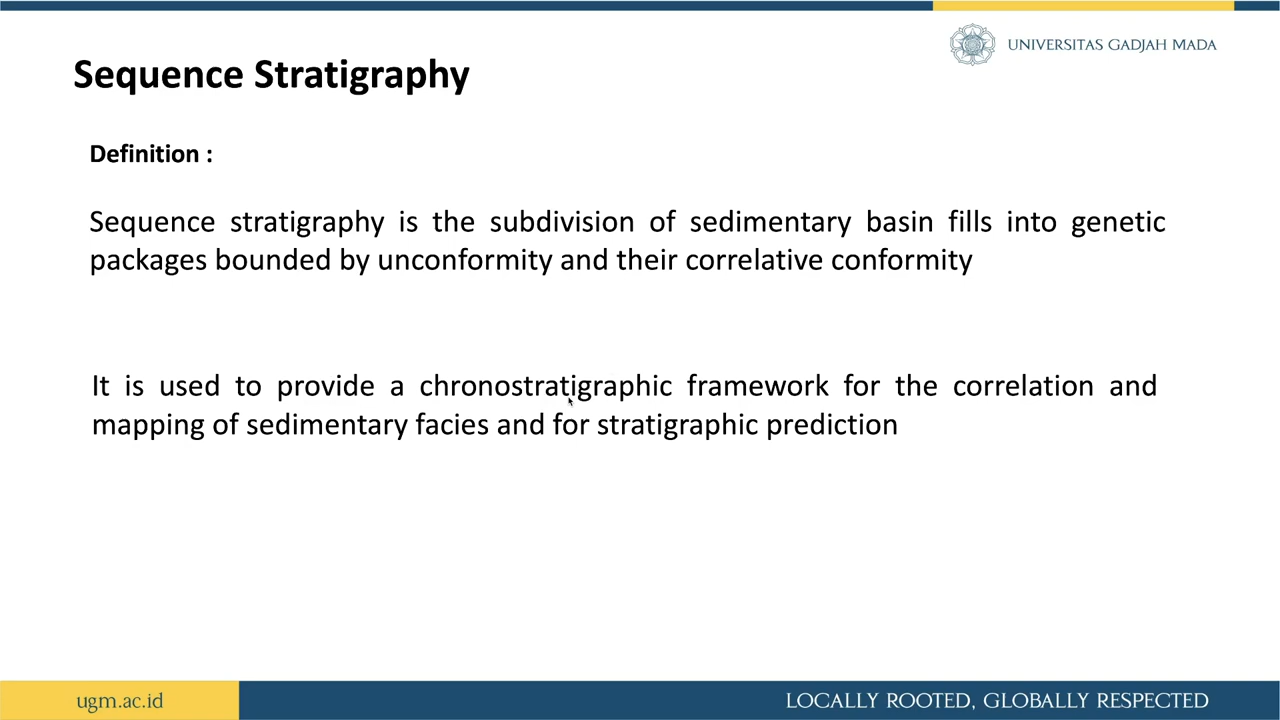 UNIVERSITAS GADJAH MADA
Sequence Stratigraphy
Definition :
Sequence stratigraphy is the subdivision of sedimentary basin fills into genetic
packages bounded by unconformity and their correlative conformity
It is used to provide a chronostratigraphic framework for the correlation and
mapping of sedimentary facies and for stratigraphic prediction
ugm.ac.id
LOCALLY ROOTED, GLOBALLY RESPECTED